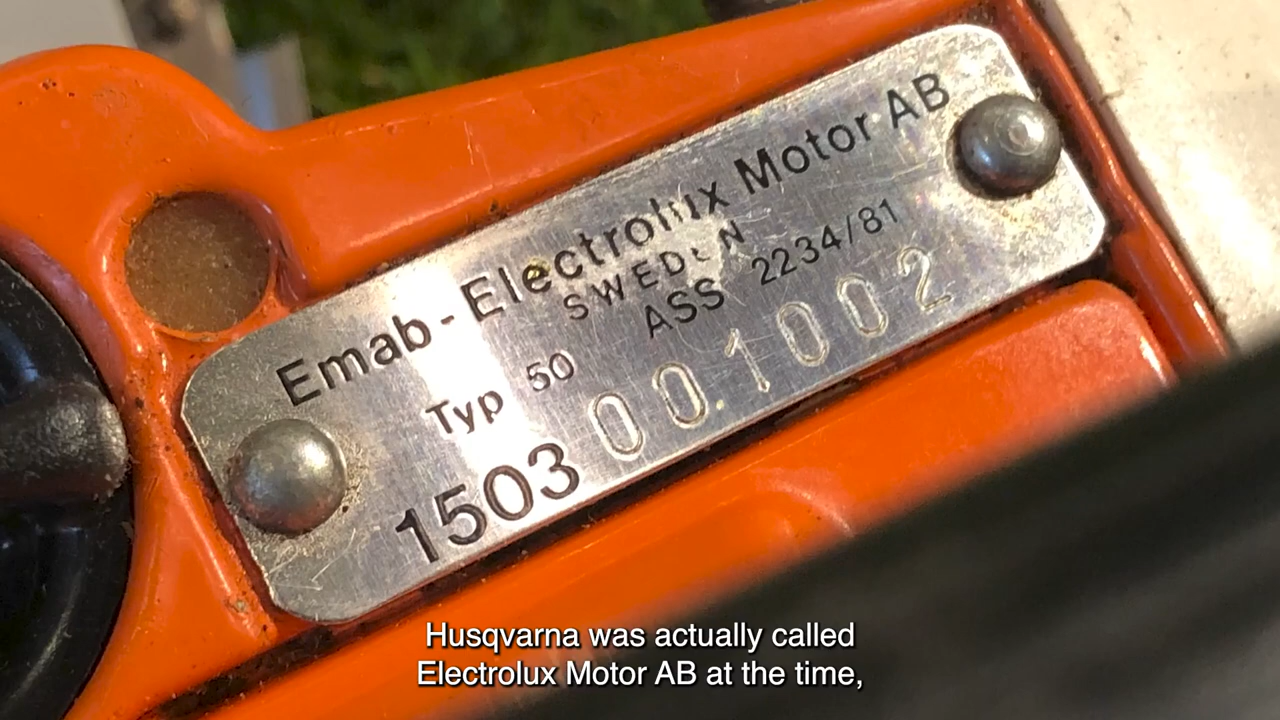 Emab-Electrolux Motor AB
SWEDEN
Typ 50 ASS 2234/81
1503 001002
Husqvarna was actually called
Electrolux Motor AB at the time,